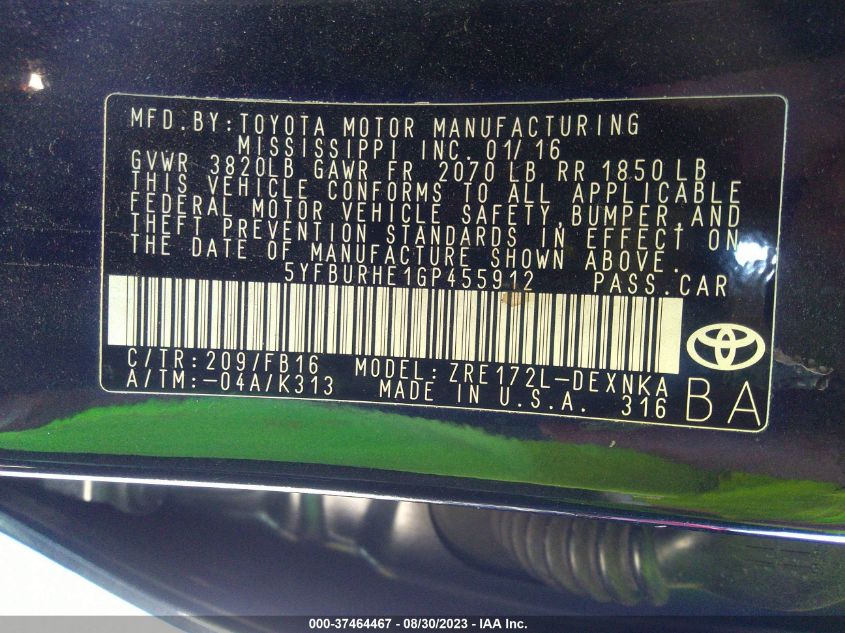 MFD.BY:TOYOTA MOTOR MANUFACTURING
MISSISSIPPI INC. 01/16
GVWR 3820LB GAWR FR 2070 LB RR 1850 LB
THIS VEHICLE CONFORMS TO ALL APPLICABLE
FEDERAL MOTOR VEHICLE SAFETY,BUMPER,AND
THEFT PREVENTION STANDARDS IN EFFECT ON
THE DATE OF MANUFACTURE SHOWN ABOVE.
5YFBURHE1GP455912 PASS.CAR
C/TR:209/FB16 MODEL:ZRE172L-DEXNKA
A/TM:-04A/K313 MADE IN U.S.A. 316 BA
000-37464467 / 08/30/2023 - IAA Inc.